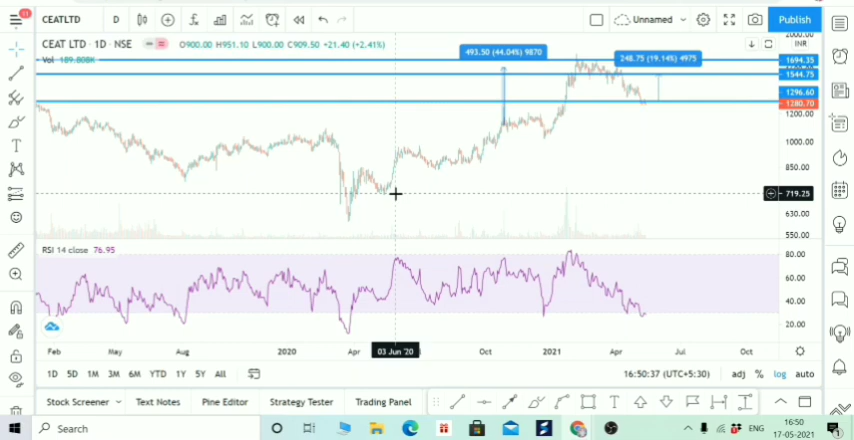 11
CEATLTD D Unnamed Publish
CEAT LTD · 1D · NSE O900.00 H951.10 L900.00 C909.50 +21.40 (+2.41%)
Vol 189.808K
INR
493.50 (44.04%) 9870
248.75 (19.14%) 4975
2000.00
1694.35
1544.75
1296.60
1280.70
1200.00
1000.00
850.00
719.25
630.00
550.00
RSI 14 close 76.95
80.00
60.00
40.00
20.00
Feb May Aug 2020 Apr 03 Jun '20 Oct 2021 Apr Jul Oct
1D 5D 1M 3M 6M YTD 1Y 5Y All 16:50:37 (UTC+5:30) adj % log auto
Stock Screener Text Notes Pine Editor Strategy Tester Trading Panel
Search ENG 16:50
17-05-2021